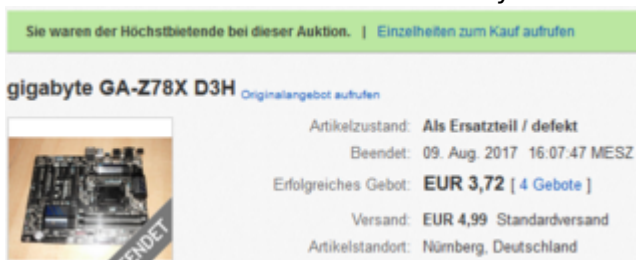 Sie waren der Höchstbietende bei dieser Auktion. | Einzelheiten zum Kauf aufrufen
gigabyte GA-Z78X D3H Originalangebot aufrufen
Artikelzustand: Als Ersatzteil / defekt
Beendet: 09. Aug. 2017 16:07:47 MESZ
Erfolgreiches Gebot: EUR 3,72 [ 4 Gebote ]
Versand: EUR 4,99 Standardversand
Artikelstandort: Nürnberg, Deutschland